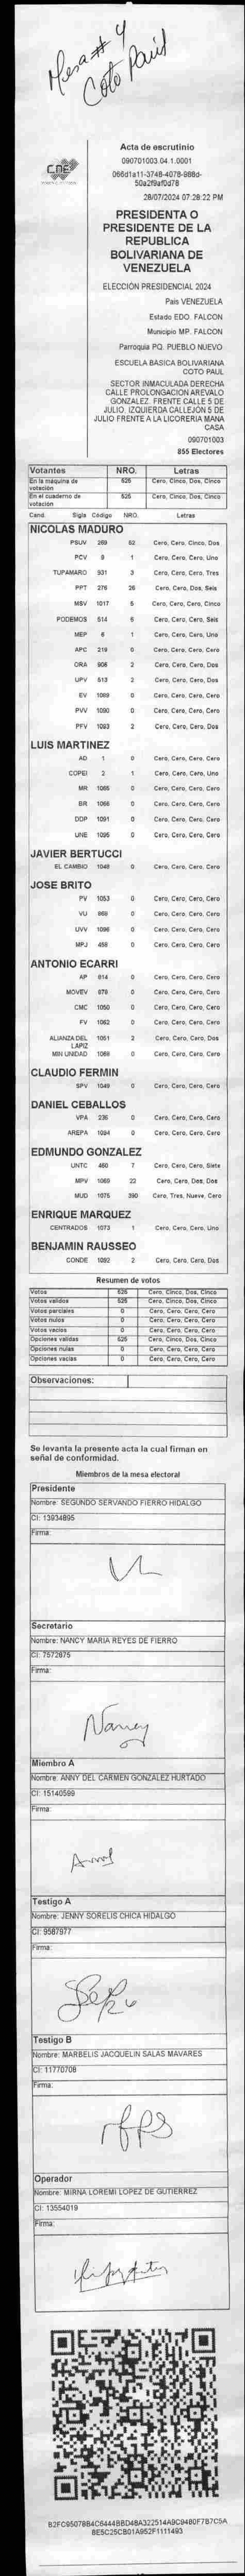 Mesa # 4
Coto Paúl
CNE
Acta de escrutinio
090701003.04.1.0001
066d1a11-3748-4078-988d-
50a2f9af0d78
28/07/2024 07:28:22 PM
PRESIDENTA O
PRESIDENTE DE LA
REPUBLICA
BOLIVARIANA DE
VENEZUELA
ELECCIÓN PRESIDENCIAL 2024
Pais VENEZUELA
Estado EDO. FALCON
Municipio MP. FALCON
Parroquia PQ. PUEBLO NUEVO
ESCUELA BASICA BOLIVARIANA
COTO PAUL
SECTOR INMACULADA DERECHA
CALLE PROLONGACION AREVALO
GONZALEZ. FRENTE CALLE 5 DE
JULIO. IZQUIERDA CALLEJON 5 DE
JULIO FRENTE A LA LICORERIA MANA
CASA
090701003
855 Electores
Votantes NRO. Letras
En la maquina de votación 525 Cero, Cinco, Dos, Cinco
En el cuaderno de votación 525 Cero, Cinco, Dos, Cinco
Cand. Sigla Código NRO. Letras
NICOLAS MADURO
PSUV 269 52 Cero, Cero, Cinco, Dos
PCV 9 1 Cero, Cero, Cero, Uno
TUPAMARO 931 3 Cero, Cero, Cero, Tres
PPT 276 26 Cero, Cero, Dos, Seis
MSV 1017 5 Cero, Cero, Cero, Cinco
PODEMOS 514 6 Cero, Cero, Cero, Seis
MEP 6 1 Cero, Cero, Cero, Uno
APC 219 0 Cero, Cero, Cero, Cero
ORA 906 2 Cero, Cero, Cero, Dos
UPV 513 2 Cero, Cero, Cero, Dos
EV 1089 0 Cero, Cero, Cero, Cero
PVV 1090 0 Cero, Cero, Cero, Cero
PFV 1093 2 Cero, Cero, Cero, Dos
LUIS MARTINEZ
AD 1 0 Cero, Cero, Cero, Cero
COPEI 2 1 Cero, Cero, Cero, Uno
MR 1065 0 Cero, Cero, Cero, Cero
BR 1066 0 Cero, Cero, Cero, Cero
DDP 1091 0 Cero, Cero, Cero, Cero
UNE 1095 0 Cero, Cero, Cero, Cero
JAVIER BERTUCCI
EL CAMBIO 1048 0 Cero, Cero, Cero, Cero
JOSE BRITO
PV 1053 0 Cero, Cero, Cero, Cero
VU 868 0 Cero, Cero, Cero, Cero
UVV 1096 0 Cero, Cero, Cero, Cero
MPJ 458 0 Cero, Cero, Cero, Cero
ANTONIO ECARRI
AP 814 0 Cero, Cero, Cero, Cero
MOVEV 878 0 Cero, Cero, Cero, Cero
CMC 1050 0 Cero, Cero, Cero, Cero
FV 1062 0 Cero, Cero, Cero, Cero
ALIANZA DEL LAPIZ 1051 2 Cero, Cero, Cero, Dos
MIN UNIDAD 1068 0 Cero, Cero, Cero, Cero
CLAUDIO FERMIN
SPV 1049 0 Cero, Cero, Cero, Cero
DANIEL CEBALLOS
VPA 236 0 Cero, Cero, Cero, Cero
AREPA 1094 0 Cero, Cero, Cero, Cero
EDMUNDO GONZALEZ
UNTC 460 7 Cero, Cero, Cero, Siete
MPV 1069 22 Cero, Cero, Dos, Dos
MUD 1075 390 Cero, Tres, Nueve, Cero
ENRIQUE MARQUEZ
CENTRADOS 1073 1 Cero, Cero, Cero, Uno
BENJAMIN RAUSSEO
CONDE 1092 2 Cero, Cero, Cero, Dos
Resumen de votos
Votos 525 Cero, Cinco, Dos, Cinco
Votos validos 525 Cero, Cinco, Dos, Cinco
Votos parciales 0 Cero, Cero, Cero, Cero
Votos nulos 0 Cero, Cero, Cero, Cero
Votos vacios 0 Cero, Cero, Cero, Cero
Opciones validas 525 Cero, Cinco, Dos, Cinco
Opciones nulas 0 Cero, Cero, Cero, Cero
Opciones vacias 0 Cero, Cero, Cero, Cero
Observaciones:
Se levanta la presente acta la cual firman en
señal de conformidad.
Miembros de la mesa electoral
Presidente
Nombre: SEGUNDO SERVANDO FIERRO HIDALGO
CI: 13934895
Firma:
Secretario
Nombre: NANCY MARIA REYES DE FIERRO
CI: 7572875
Firma:
Nancy
Miembro A
Nombre: ANNY DEL CARMEN GONZALEZ HURTADO
CI: 15140599
Firma:
Testigo A
Nombre: JENNY SORELIS CHICA HIDALGO
CI: 9587977
Firma:
Testigo B
Nombre: MARBELIS JACQUELIN SALAS MAVARES
CI: 11770708
Firma:
Operador
Nombre: MIRNA LOREMI LOPEZ DE GUTIERREZ
CI: 13554019
Firma:
B2FC95078B4C6444BBD48A322514A9C9480F7B7C5A
8E5C25CB01A952F1111493